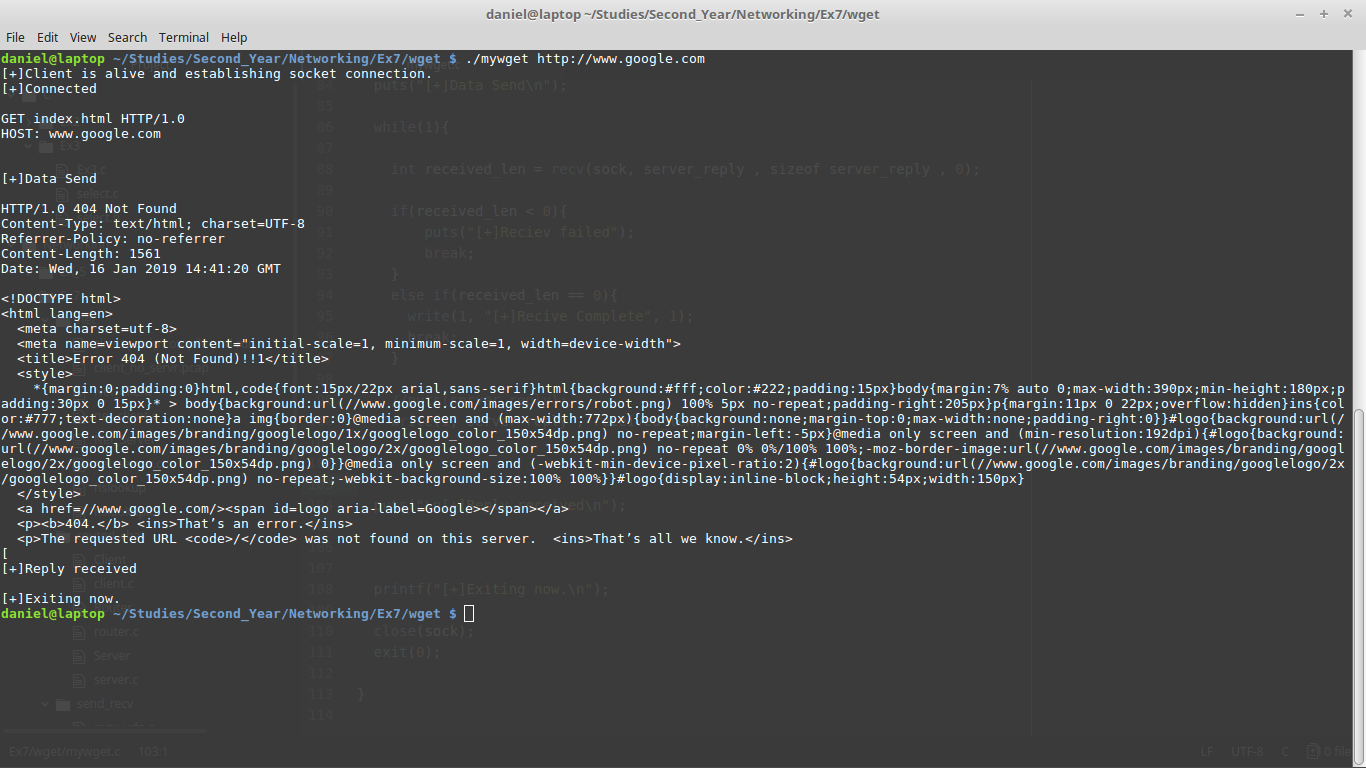 daniel@laptop ~/Studies/Second_Year/Networking/Ex7/wget
File Edit View Search Terminal Help
daniel@laptop ~/Studies/Second_Year/Networking/Ex7/wget $ ./mywget http://www.google.com
[+]Client is alive and establishing socket connection.
[+]Connected
84 puts("[+]Data Send\n");
85
GET index.html HTTP/1.0
86 while(1){
HOST: www.google.com
Ex3
87
Ex3.c
88 int received_len = recv(sock, server_reply , sizeof server_reply , 0);
[+]Data Send
89
select.c
HTTP/1.0 404 Not Found
90 if(received_len < 0){
Content-Type: text/html; charset=UTF-8
91 puts("[+]Reciev failed");
Referrer-Policy: no-referrer
Content-Length: 1561
92 break;
Date: Wed, 16 Jan 2019 14:41:20 GMT
93 }
94 else if(received_len == 0){
<!DOCTYPE html>
<html lang=en>
95 write(1, "[+]Recive Complete", 1);
<meta charset=utf-8>
break;
<meta name=viewport content="initial-scale=1, minimum-scale=1, width=device-width">
<title>Error 404 (Not Found)!!1</title>
}
client_no_servr.pcap
<style>
*{margin:0;padding:0}html,code{font:15px/22px arial,sans-serif}html{background:#fff;color:#222;padding:15px}body{margin:7% auto 0;max-width:390px;min-height:180px;p
adding:30px 0 15px}* > body{background:url(//www.google.com/images/errors/robot.png) 100% 5px no-repeat;padding-right:205px}p{margin:11px 0 22px;overflow:hidden}ins{col
or:#777;text-decoration:none}a img{border:0}@media screen and (max-width:772px){body{background:none;margin-top:0;max-width:none;padding-right:0}}#logo{background:url(/
/www.google.com/images/branding/googlelogo/1x/googlelogo_color_150x54dp.png) no-repeat;margin-left:-5px}@media only screen and (min-resolution:192dpi){#logo{background:
url(//www.google.com/images/branding/googlelogo/2x/googlelogo_color_150x54dp.png) no-repeat 0% 0%/100% 100%;-moz-border-image:url(//www.google.com/images/branding/googl
elogo/2x/googlelogo_color_150x54dp.png) 0}}@media only screen and (-webkit-min-device-pixel-ratio:2){#logo{background:url(//www.google.com/images/branding/googlelogo/2x
/googlelogo_color_150x54dp.png) no-repeat;-webkit-background-size:100% 100%}}#logo{display:inline-block;height:54px;width:150px}
</style>
<a href=//www.google.com/><span id=logo aria-label=Google></span></a>
<p><b>404.</b> <ins>That's an error.</ins>
<p>The requested URL <code>/</code> was not found on this server. <ins>That's all we know.</ins>
[
Client
[+]Reply received
107
client.c
108 printf("[+]Exiting now.\n");
[+]Exiting now.
daniel@laptop ~/Studies/Second_Year/Networking/Ex7/wget $
router.c
110 close(sock);
Server
111 exit(0);
server.c
112
113 }
send_recv
114
Ex7/wget/mywget.c 103:1
LF UTF-8 C 0 file